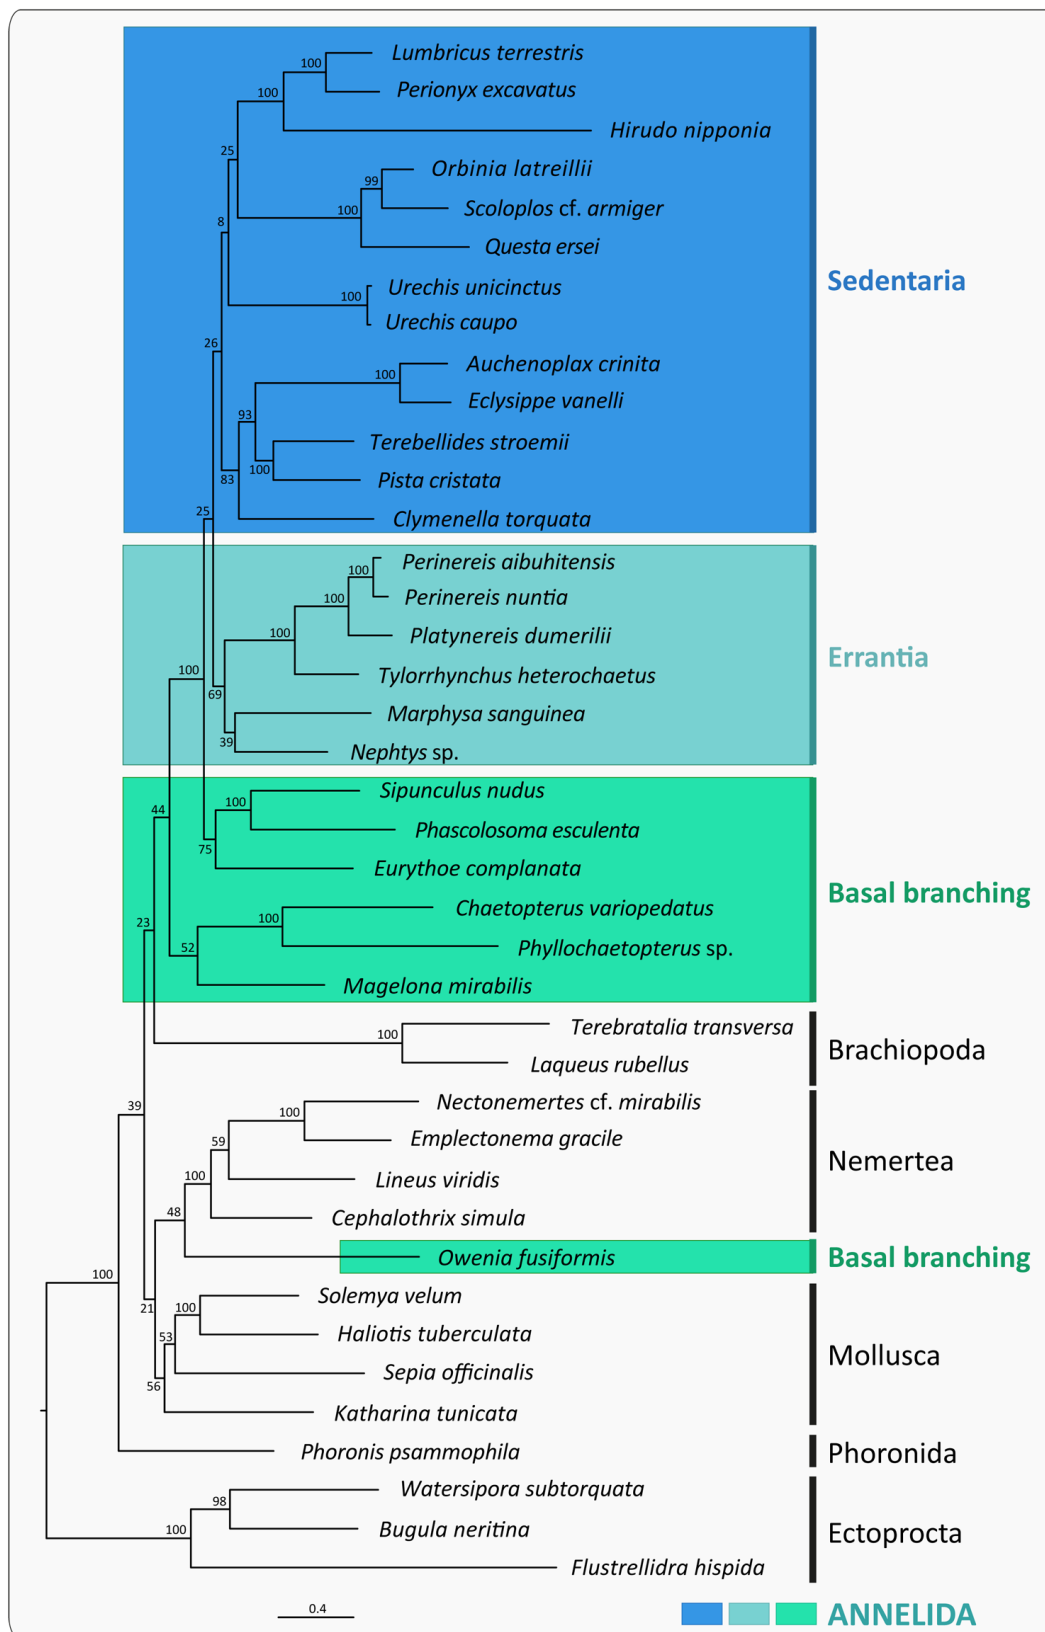 Lumbricus terrestris
100
Perionyx excavatus
100
Hirudo nipponia
25
Orbinia latreillii
99
Scoloplos cf. armiger
100
Questa ersei
8
Sedentaria
Urechis unicinctus
100
Urechis caupo
26
Auchenoplax crinita
100
Eclysippe vanelli
93
Terebellides stroemii
100
Pista cristata
83
Clymenella torquata
25
Perinereis aibuhitensis
100
Perinereis nuntia
100
Platynereis dumerilii
100
Errantia
Tylorrhynchus heterochaetus
100
69
Marphysa sanguinea
39
Nephtys sp.
Sipunculus nudus
100
44
Phascolosoma esculenta
75
Eurythoe complanata
Basal branching
Chaetopterus variopedatus
100
23
Phyllochaetopterus sp.
52
Magelona mirabilis
Terebratalia transversa
100
Brachiopoda
Laqueus rubellus
Nectonemertes cf. mirabilis
100
39
Emplectonema gracile
59
Nemertea
Lineus viridis
100
Cephalothrix simula
48
Owenia fusiformis
Basal branching
100
Solemya velum
100
21
Haliotis tuberculata
53
Mollusca
Sepia officinalis
56
Katharina tunicata
Phoronis psammophila
Phoronida
Watersipora subtorquata
98
Bugula neritina
100
Ectoprocta
Flustrellidra hispida
0.4
ANNELIDA